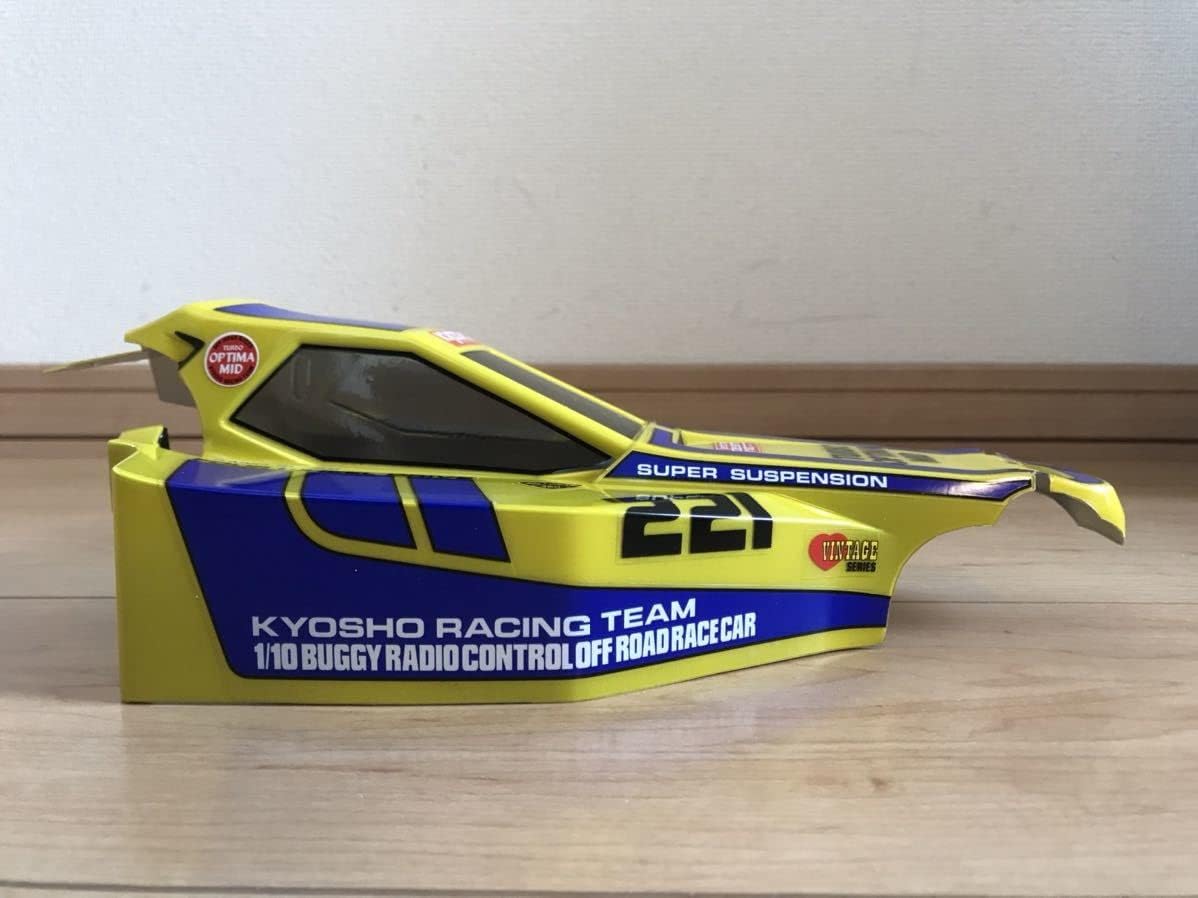 TURBO
OPTIMA
MID
SUPER SUSPENSION
221
VINTAGE
SERIES
KYOSHO RACING TEAM
1/10 BUGGY RADIO CONTROL OFF ROAD RACE CAR